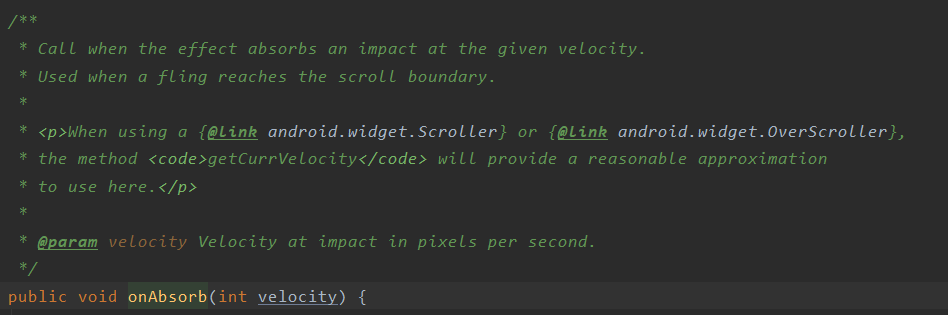 /**
* Call when the effect absorbs an impact at the given velocity.
* Used when a fling reaches the scroll boundary.
*
* <p>When using a {@link android.widget.Scroller} or {@link android.widget.OverScroller},
* the method <code>getCurrVelocity</code> will provide a reasonable approximation
* to use here.</p>
*
* @param velocity Velocity at impact in pixels per second.
*/
public void onAbsorb(int velocity) {